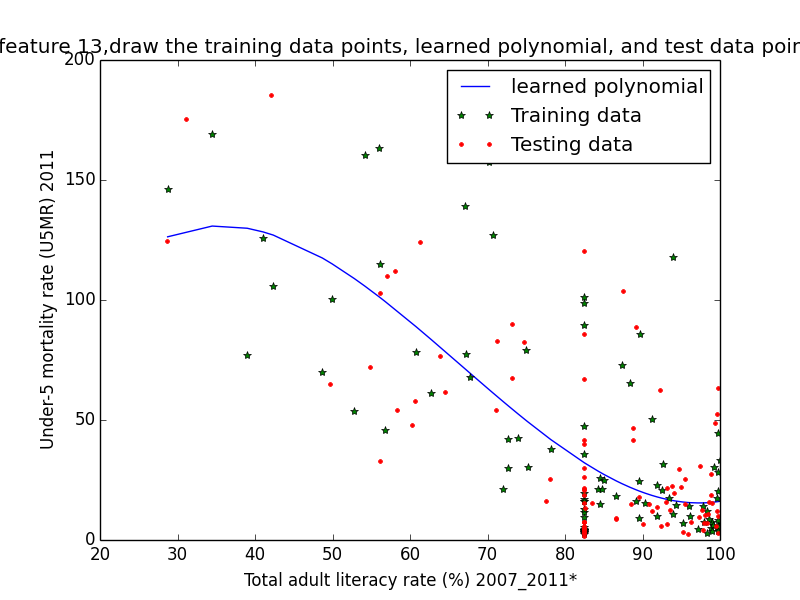 feature 13,draw the training data points, learned polynomial, and test data poin
200
150
100
50
0
20 30 40 50 60 70 80 90 100
Under-5 mortality rate (U5MR) 2011
Total adult literacy rate (%) 2007_2011*
learned polynomial
Training data
Testing data